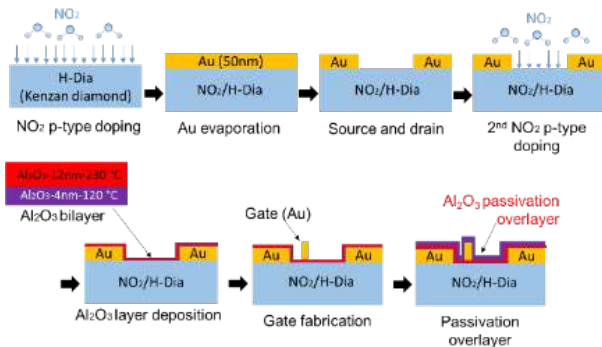 NO₂
H-Dia
(Kenzan diamond)
NO₂ p-type doping
Au (50nm)
NO₂/H-Dia
Au evaporation
Au
Au
NO₂/H-Dia
Source and drain
NO₂
Au
Au
NO₂/H-Dia
2nd NO₂ p-type
doping
Al₂O₃-12nm-230 °C
Al₂O₃-4nm-120 °C
Al₂O₃ bilayer
Au
Au
NO₂/H-Dia
Al₂O₃ layer deposition
Gate (Au)
Au
Au
NO₂/H-Dia
Gate fabrication
Al₂O₃ passivation
overlayer
Au
Au
NO₂/H-Dia
Passivation
overlayer